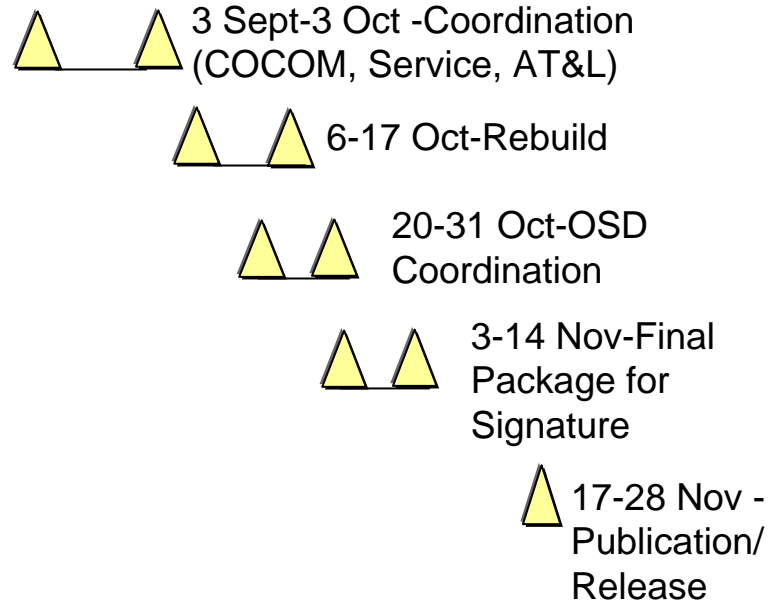 3 Sept-3 Oct -Coordination
(COCOM, Service, AT&L)
6-17 Oct-Rebuild
20-31 Oct-OSD
Coordination
3-14 Nov-Final
Package for
Signature
17-28 Nov -
Publication/
Release